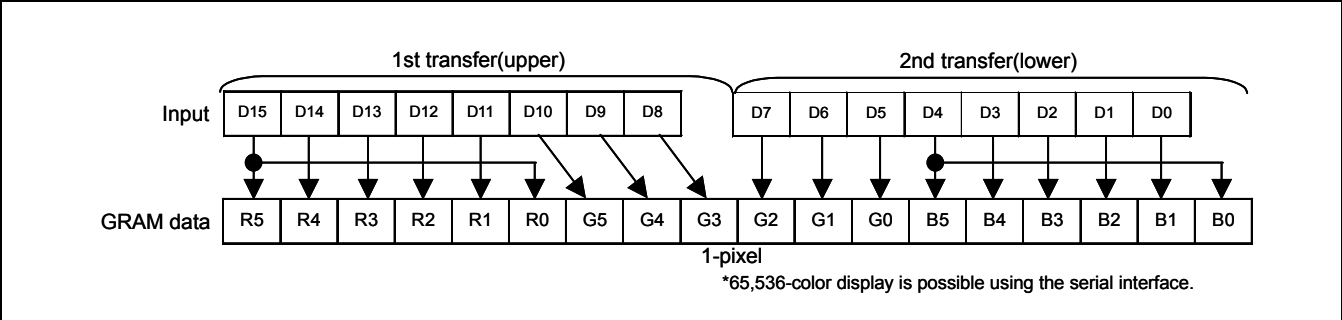 1st transfer(upper) 2nd transfer(lower)
Input D15 D14 D13 D12 D11 D10 D9 D8 D7 D6 D5 D4 D3 D2 D1 D0
GRAM data R5 R4 R3 R2 R1 R0 G5 G4 G3 G2 G1 G0 B5 B4 B3 B2 B1 B0
1-pixel
*65,536-color display is possible using the serial interface.